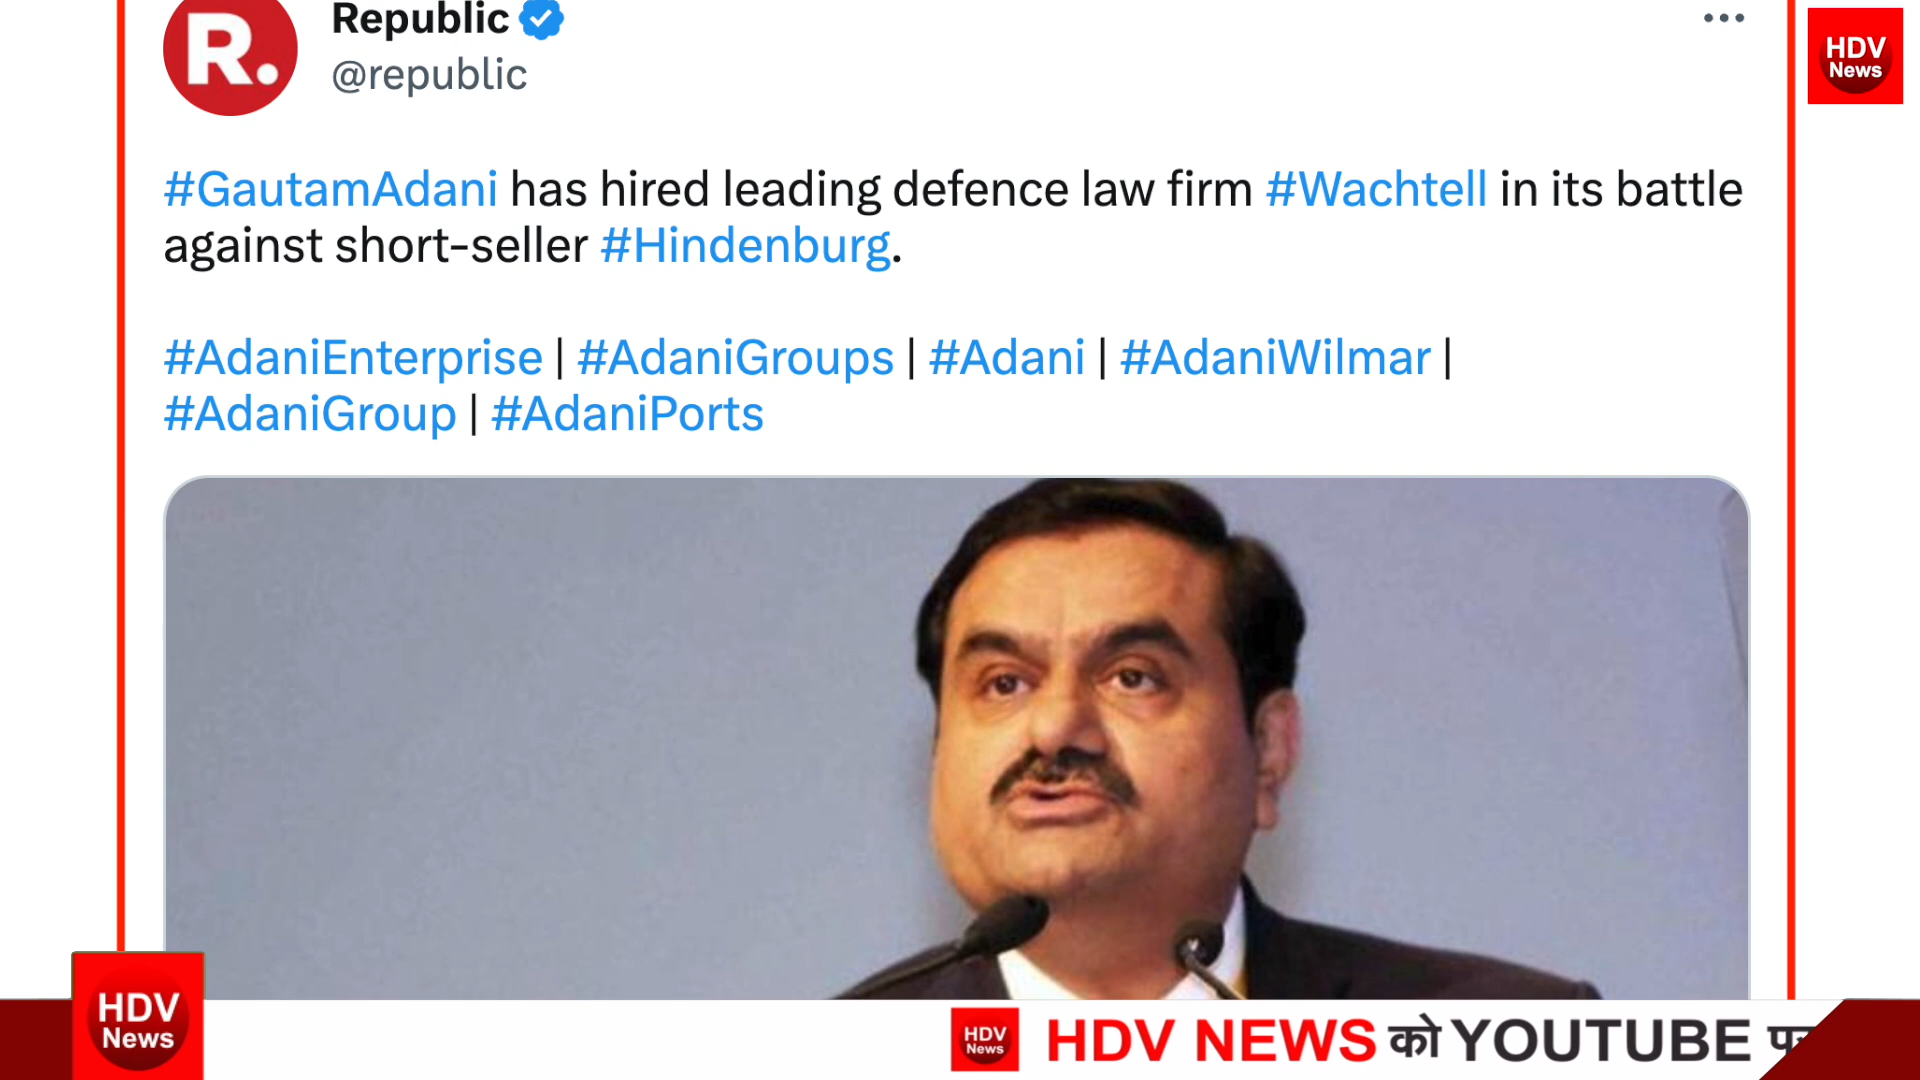 R.
Republic
@republic
HDV
News
#GautamAdani has hired leading defence law firm #Wachtell in its battle
against short-seller #Hindenburg.
#AdaniEnterprise | #AdaniGroups | #Adani | #AdaniWilmar |
#AdaniGroup | #AdaniPorts
HDV
News
HDV
News
HDV NEWS को YOUTUBE